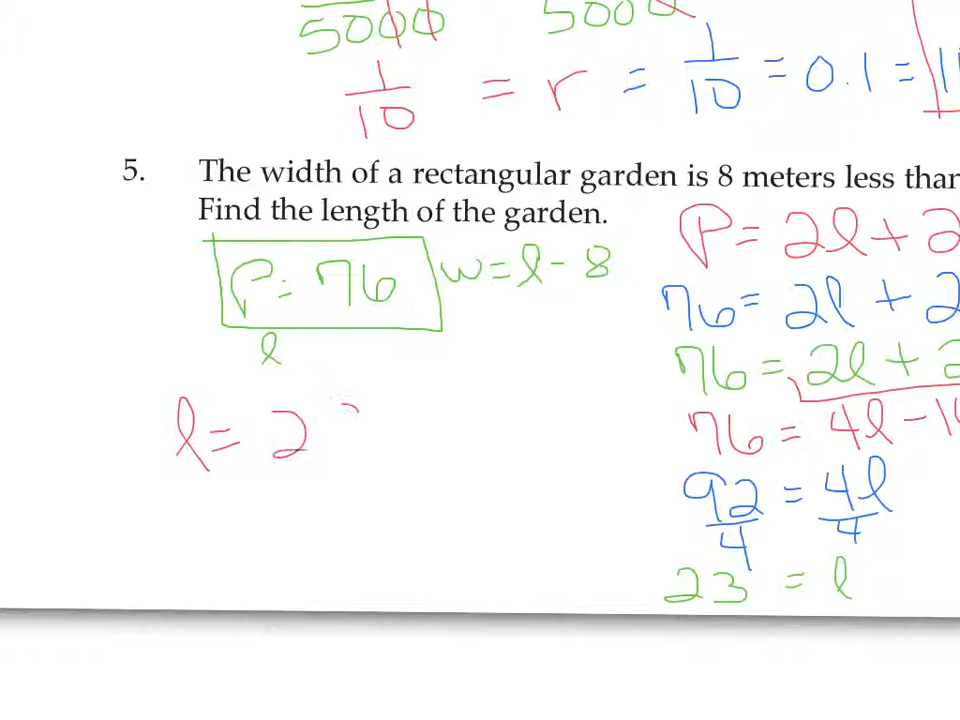 5000 500
1/10 = r = 1/10 = 0.1 = 1
5. The width of a rectangular garden is 8 meters less than
Find the length of the garden.
P = 2l + 2
P = 76 w = l - 8
76 = 2l + 2
l
76 = 2l + 2
l = 2
76 = 4l - 1
92/4 = 4l/4
23 = l